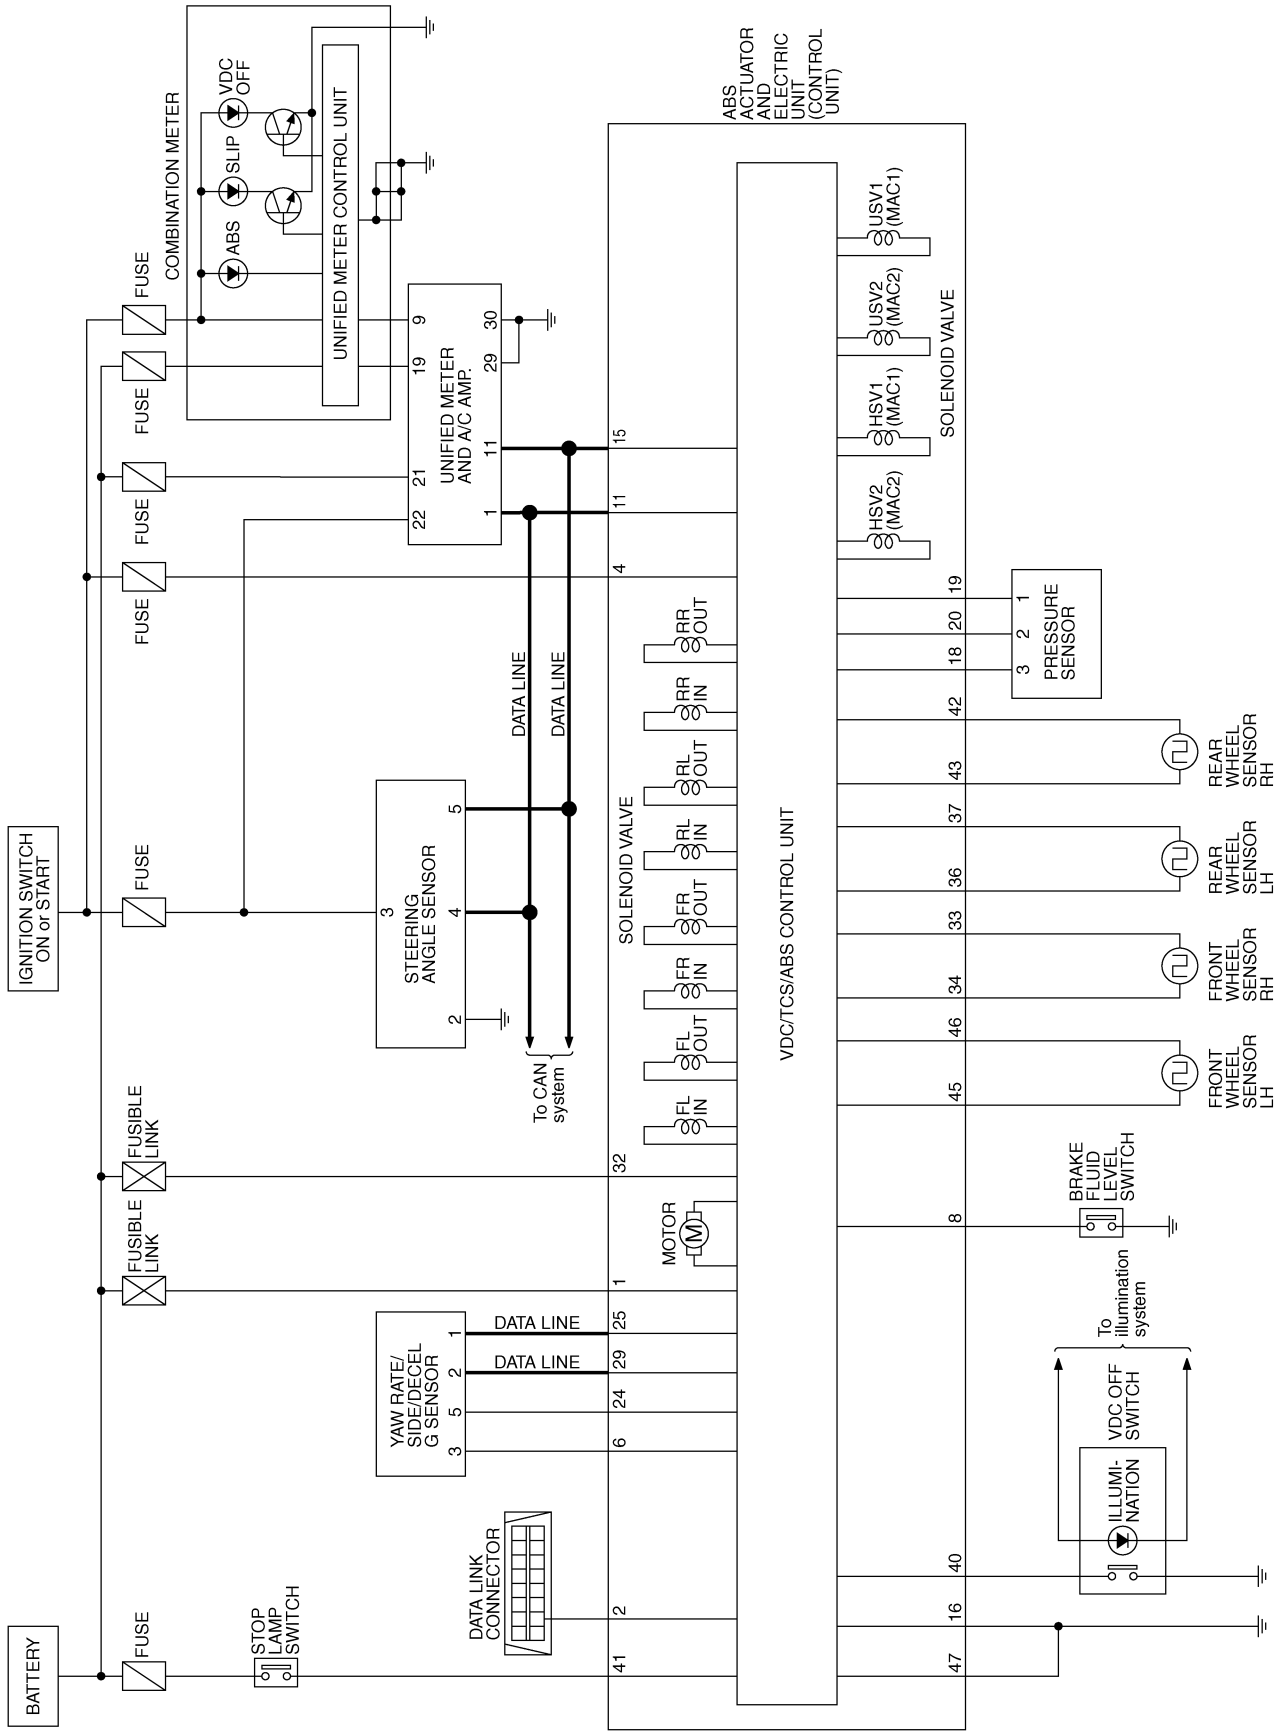 BATTERY
IGNITION SWITCH
ON or START
FUSE
FUSIBLE
LINK
FUSIBLE
LINK
FUSE
FUSE
FUSE
FUSE
FUSE
COMBINATION METER
ABS
SLIP
VDC
OFF
UNIFIED METER CONTROL UNIT
STOP
LAMP
SWITCH
DATA LINK
CONNECTOR
YAW RATE/
SIDE/DECEL
G SENSOR
3
5
2
1
DATA LINE
DATA LINE
STEERING
ANGLE SENSOR
3
2
4
5
To CAN
system
DATA LINE
DATA LINE
UNIFIED METER
AND A/C AMP.
22
21
19
9
1
11
29
30
ABS
ACTUATOR
AND
ELECTRIC
UNIT
(CONTROL
UNIT)
41
2
6
24
29
25
1
32
4
11
15
MOTOR
M
SOLENOID VALVE
FL
IN
FL
OUT
FR
IN
FR
OUT
RL
IN
RL
OUT
RR
IN
RR
OUT
VDC/TCS/ABS CONTROL UNIT
HSV2
(MAC2)
HSV1
(MAC1)
USV2
(MAC2)
USV1
(MAC1)
SOLENOID VALVE
47
16
40
8
45
46
34
33
36
37
43
42
18
20
19
ILLUMI-
NATION
VDC OFF
SWITCH
To
illumination
system
BRAKE
FLUID
LEVEL
SWITCH
FRONT
WHEEL
SENSOR
LH
FRONT
WHEEL
SENSOR
RH
REAR
WHEEL
SENSOR
LH
REAR
WHEEL
SENSOR
RH
3
2
1
PRESSURE
SENSOR